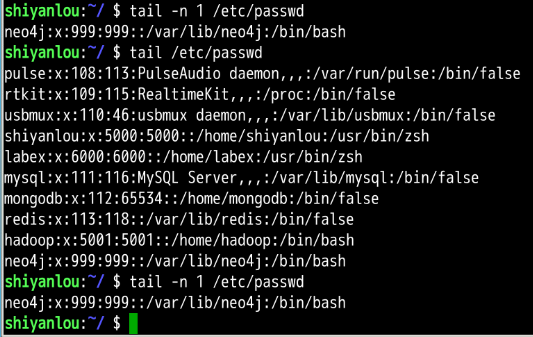 shiyanlou:~/ $ tail -n 1 /etc/passwd
neo4j:x:999:999::/var/lib/neo4j:/bin/bash
shiyanlou:~/ $ tail /etc/passwd
pulse:x:108:113:PulseAudio daemon,,,:/var/run/pulse:/bin/false
rtkit:x:109:115:RealtimeKit,,,:/proc:/bin/false
usbmux:x:110:46:usbmux daemon,,,:/var/lib/usbmux:/bin/false
shiyanlou:x:5000:5000::/home/shiyanlou:/usr/bin/zsh
labex:x:6000:6000::/home/labex:/usr/bin/zsh
mysql:x:111:116:MySQL Server,,,:/var/lib/mysql:/bin/false
mongodb:x:112:65534::/home/mongodb:/bin/false
redis:x:113:118::/var/lib/redis:/bin/false
hadoop:x:5001:5001::/home/hadoop:/bin/bash
neo4j:x:999:999::/var/lib/neo4j:/bin/bash
shiyanlou:~/ $ tail -n 1 /etc/passwd
neo4j:x:999:999::/var/lib/neo4j:/bin/bash
shiyanlou:~/ $